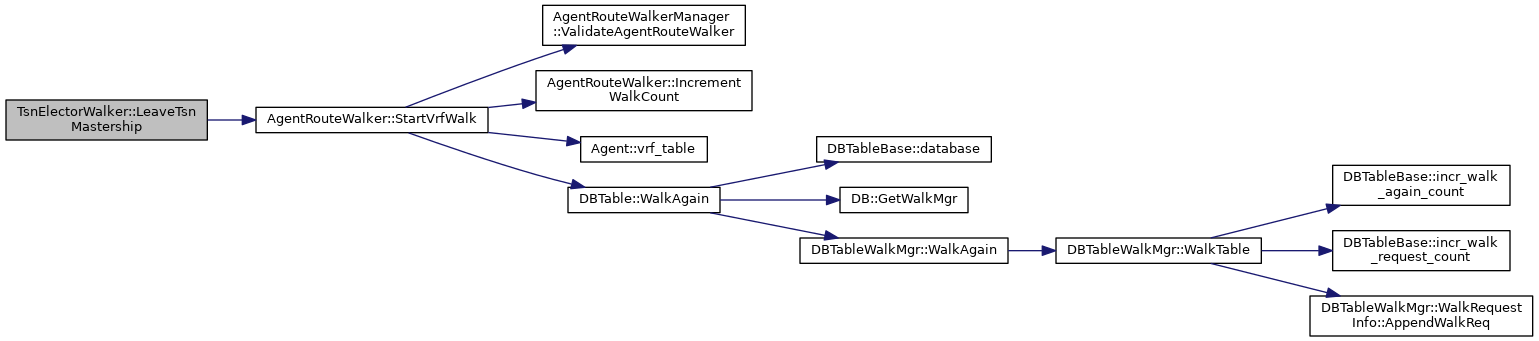 TsnElectorWalker::LeaveTsn
Mastership
AgentRouteWalker::StartVrfWalk
AgentRouteWalkerManager
::ValidateAgentRouteWalker
AgentRouteWalker::Increment
WalkCount
Agent::vrf_table
DBTable::WalkAgain
DBTableBase::database
DB::GetWalkMgr
DBTableWalkMgr::WalkAgain
DBTableWalkMgr::WalkTable
DBTableBase::incr_walk
_again_count
DBTableBase::incr_walk
_request_count
DBTableWalkMgr::WalkRequest
Info::AppendWalkReq